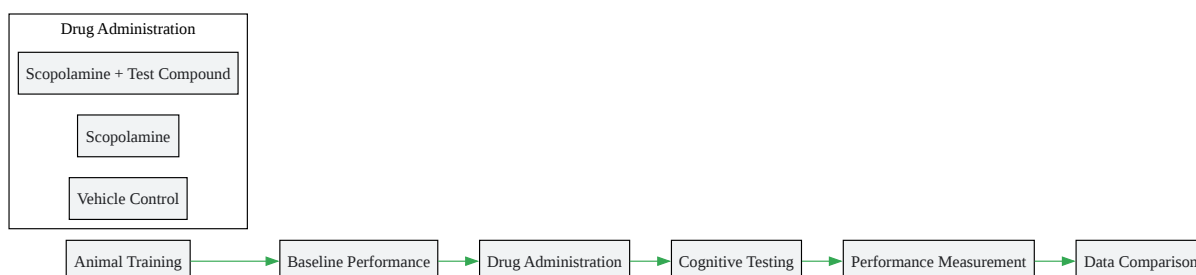 Drug Administration
Scopolamine + Test Compound
Scopolamine
Vehicle Control
Animal Training
Baseline Performance
Drug Administration
Cognitive Testing
Performance Measurement
Data Comparison